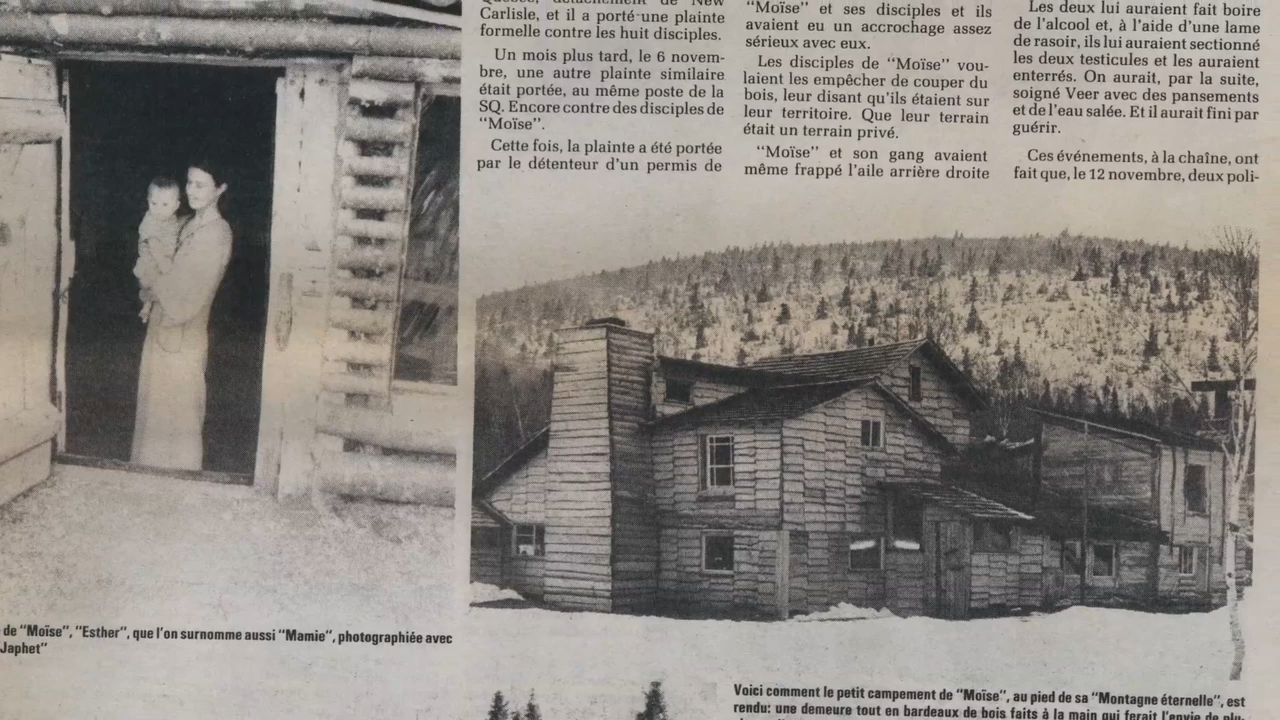 Québec, détachement de New
Carlisle, et il a porté une plainte
formelle contre les huit disciples.
Un mois plus tard, le 6 novem-
bre, une autre plainte similaire
était portée, au même poste de la
SQ. Encore contre des disciples de
"Moïse".
Cette fois, la plainte a été portée
par le détenteur d'un permis de
"Moïse" et ses disciples et ils
avaient eu un accrochage assez
sérieux avec eux.
Les disciples de "Moïse" vou-
laient les empêcher de couper du
bois, leur disant qu'ils étaient sur
leur territoire. Que leur terrain
était un terrain privé.
"Moïse" et son gang avaient
même frappé l'aile arrière droite
Les deux lui auraient fait boire
de l'alcool et, à l'aide d'une lame
de rasoir, ils lui auraient sectionné
les deux testicules et les auraient
enterrés. On aurait, par la suite,
soigné Veer avec des pansements
et de l'eau salée. Et il aurait fini par
guérir.
Ces événements, à la chaîne, ont
fait que, le 12 novembre, deux poli-
de "Moïse", "Esther", que l'on surnomme aussi "Mamie", photographiée avec
Japhet"
Voici comment le petit campement de "Moïse", au pied de sa "Montagne éternelle", est
rendu: une demeure tout en bardeaux de bois faits à la main qui ferait l'envie de plu-